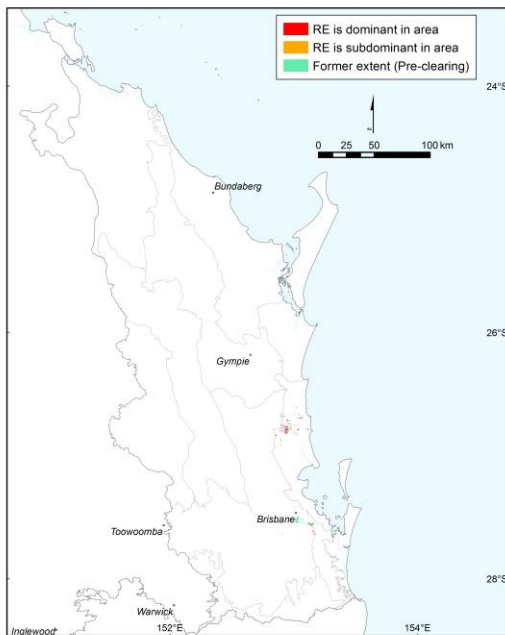 RE is dominant in area
RE is subdominant in area
Former extent (Pre-clearing)
24°S
N
0 25 50 100 km
Bundaberg
26°S
Gympie
Brisbane
Toowoomba
28°S
Warwick
152°E
154°E
Inglewood